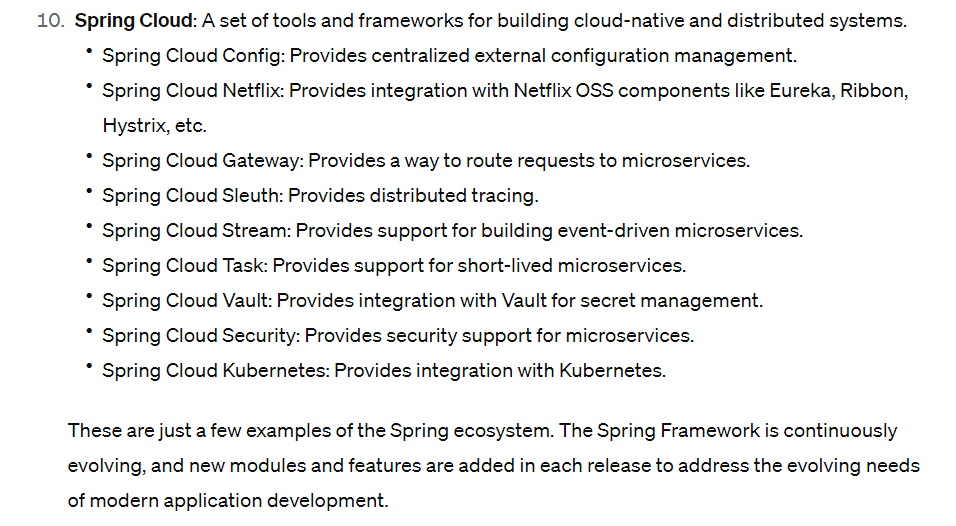 10. Spring Cloud: A set of tools and frameworks for building cloud-native and distributed systems.
• Spring Cloud Config: Provides centralized external configuration management.
• Spring Cloud Netflix: Provides integration with Netflix OSS components like Eureka, Ribbon,
Hystrix, etc.
• Spring Cloud Gateway: Provides a way to route requests to microservices.
• Spring Cloud Sleuth: Provides distributed tracing.
• Spring Cloud Stream: Provides support for building event-driven microservices.
• Spring Cloud Task: Provides support for short-lived microservices.
• Spring Cloud Vault: Provides integration with Vault for secret management.
• Spring Cloud Security: Provides security support for microservices.
• Spring Cloud Kubernetes: Provides integration with Kubernetes.
These are just a few examples of the Spring ecosystem. The Spring Framework is continuously
evolving, and new modules and features are added in each release to address the evolving needs
of modern application development.